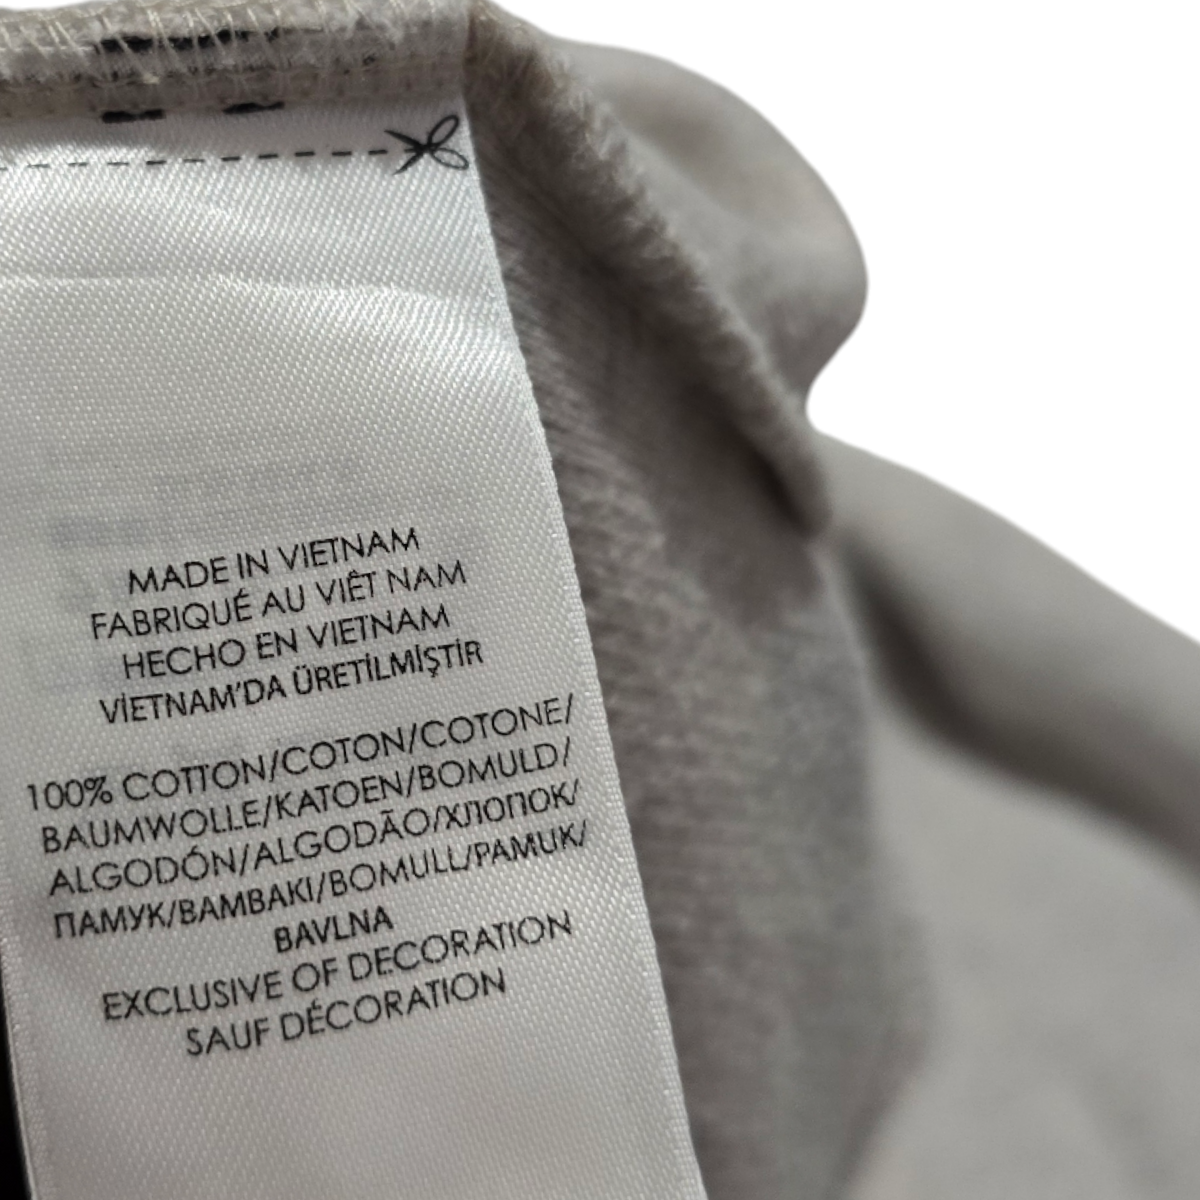 MADE IN VIETNAM
FABRIQUÉ AU VIÊT NAM
HECHO EN VIETNAM
VİETNAM'DA ÜRETİLMİŞTİR
100% COTTON/COTON/COTONE/
BAUMWOLLE/KATOEN/BOMULD/
ALGODÓN/ALGODÃO/ХЛОПОК/
ПАМУК/BAMBAKI/BOMULL/PAMUK/
BAVLNA
EXCLUSIVE OF DECORATION
SAUF DÉCORATION